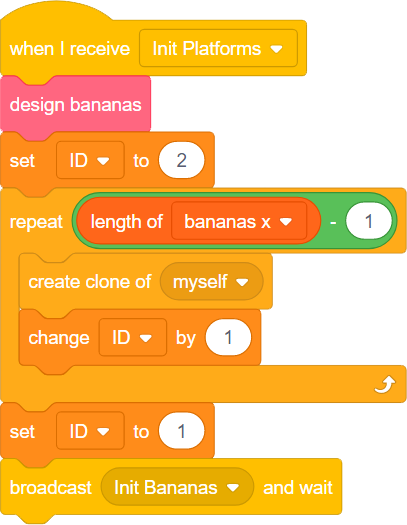 when I receive Init Platforms
design bananas
set ID to 2
repeat length of bananas x - 1
create clone of myself
change ID by 1
set ID to 1
broadcast Init Bananas and wait